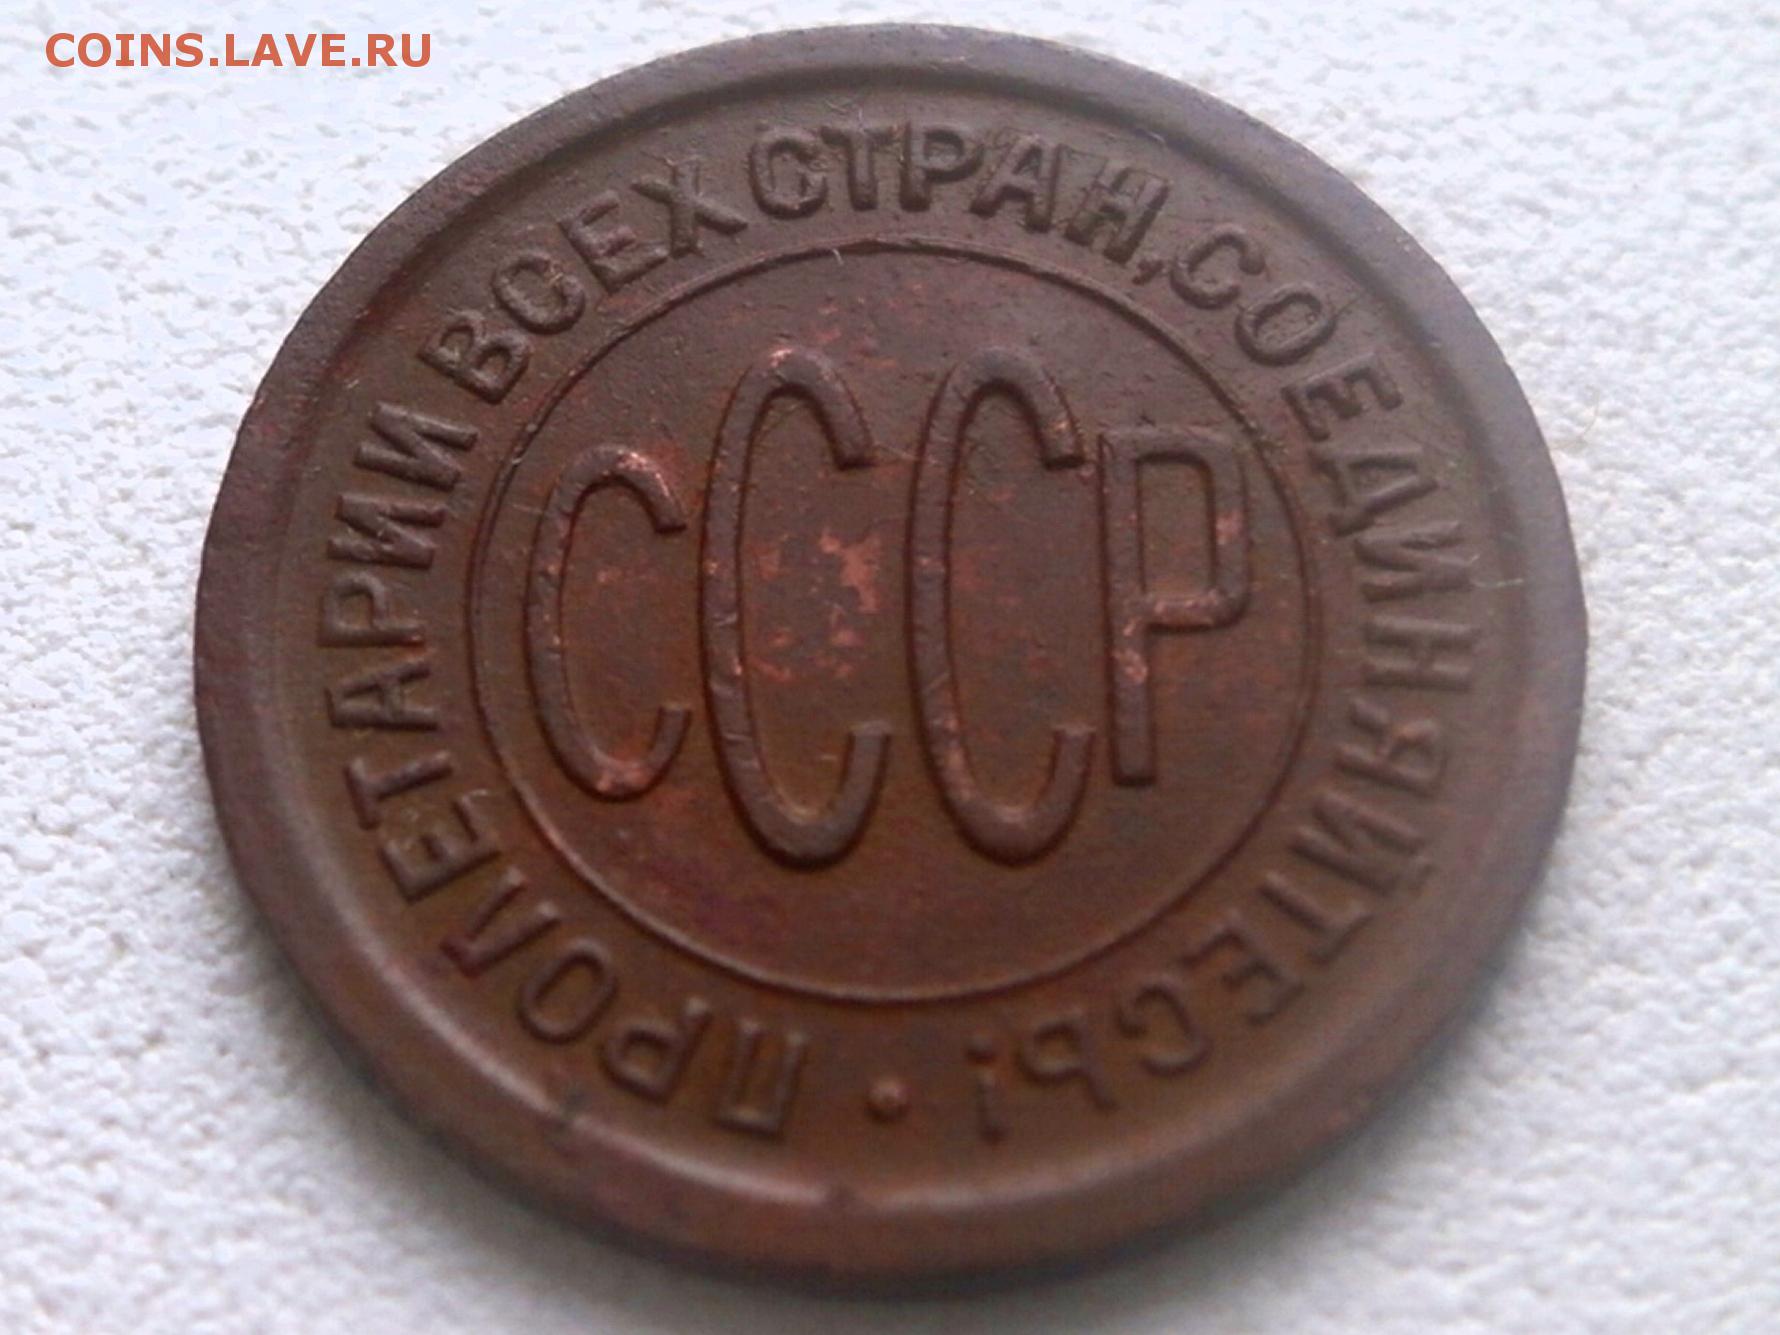 COINS.LAVE.RU
ПРОЛЕТАРИИ ВСЕХ СТРАН, СОЕДИНЯЙТЕСЬ! •
СССР